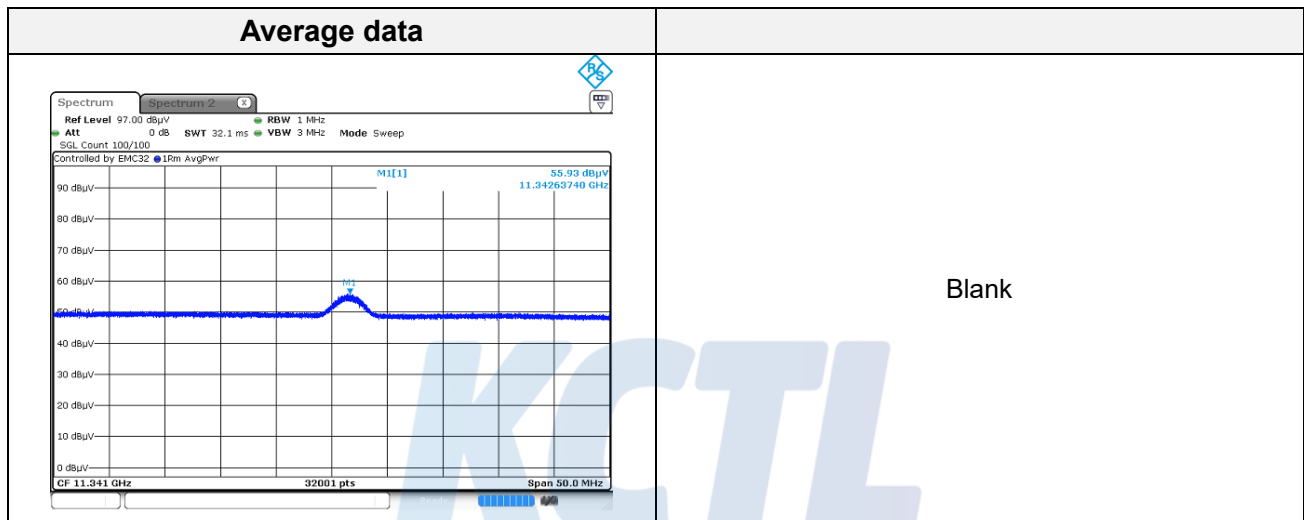 Average data
R&S
Spectrum Spectrum 2 X
Ref Level 97.00 dBµV RBW 1 MHz
Att 0 dB SWT 32.1 ms VBW 3 MHz Mode Sweep
SGL Count 100/100
Controlled by EMC32 1Rm AvgPwr
M1[1] 55.93 dBµV
11.34263740 GHz
90 dBµV
80 dBµV
70 dBµV
60 dBµV
M1
50 dBµV
40 dBµV
30 dBµV
20 dBµV
10 dBµV
0 dBµV
CF 11.341 GHz 32001 pts Span 50.0 MHz
Blank
KCTL